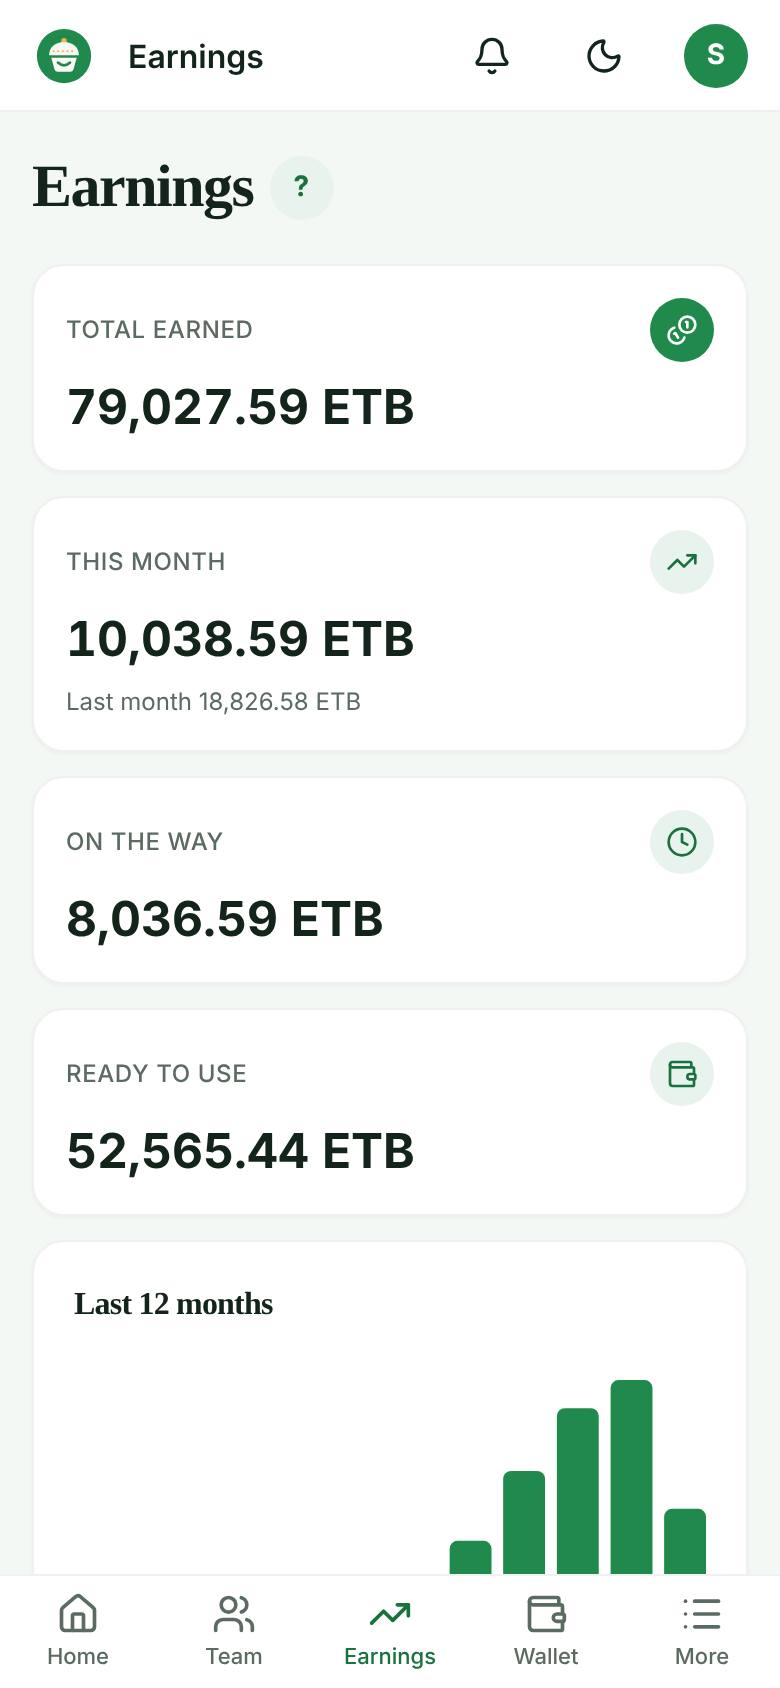 Earnings
S
Earnings
?
TOTAL EARNED
79,027.59 ETB
THIS MONTH
10,038.59 ETB
Last month 18,826.58 ETB
ON THE WAY
8,036.59 ETB
READY TO USE
52,565.44 ETB
Last 12 months
Home
Team
Earnings
Wallet
More